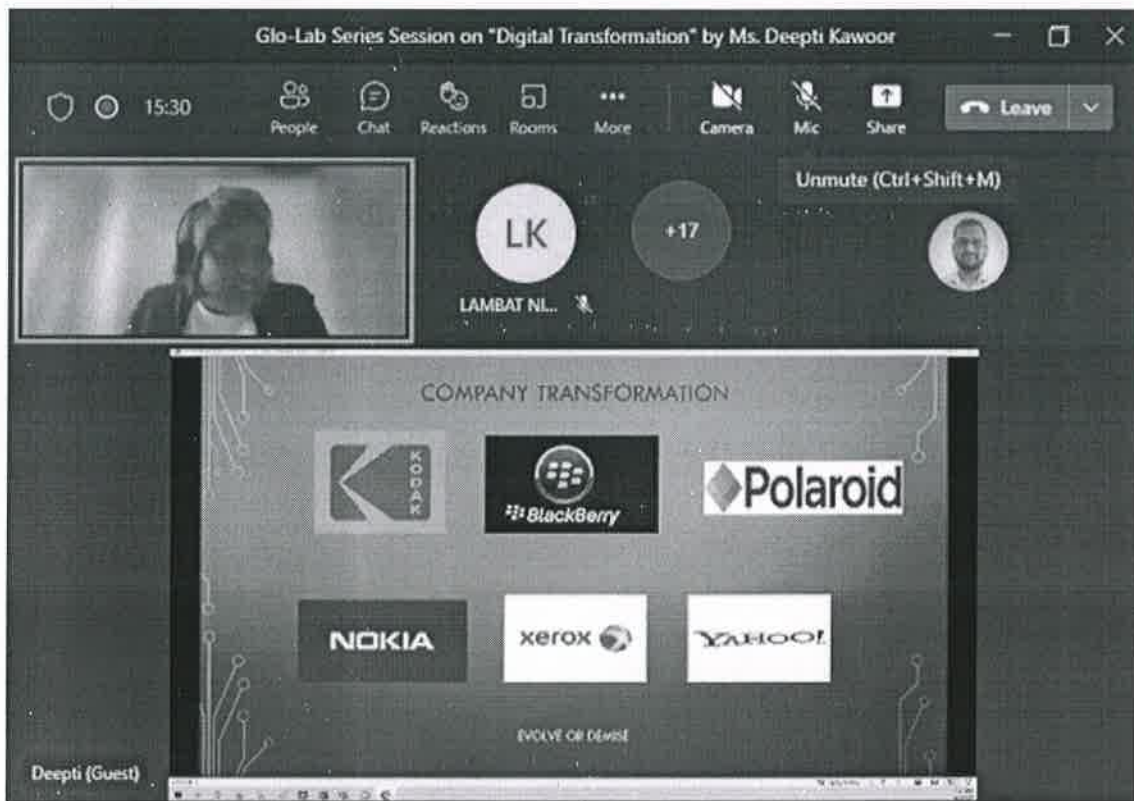 Glo-Lab Series Session on "Digital Transformation" by Ms. Deepti Kawoor
15:30
People
Chat
Reactions
Rooms
More
Camera
Mic
Share
Leave
Unmute (Ctrl+Shift+M)
LK
+17
LAMBAT NI...
COMPANY TRANSFORMATION
KODAK
BlackBerry
Polaroid
NOKIA
xerox
YAHOO!
EVOLVE OR DEMISE
Deepti (Guest)